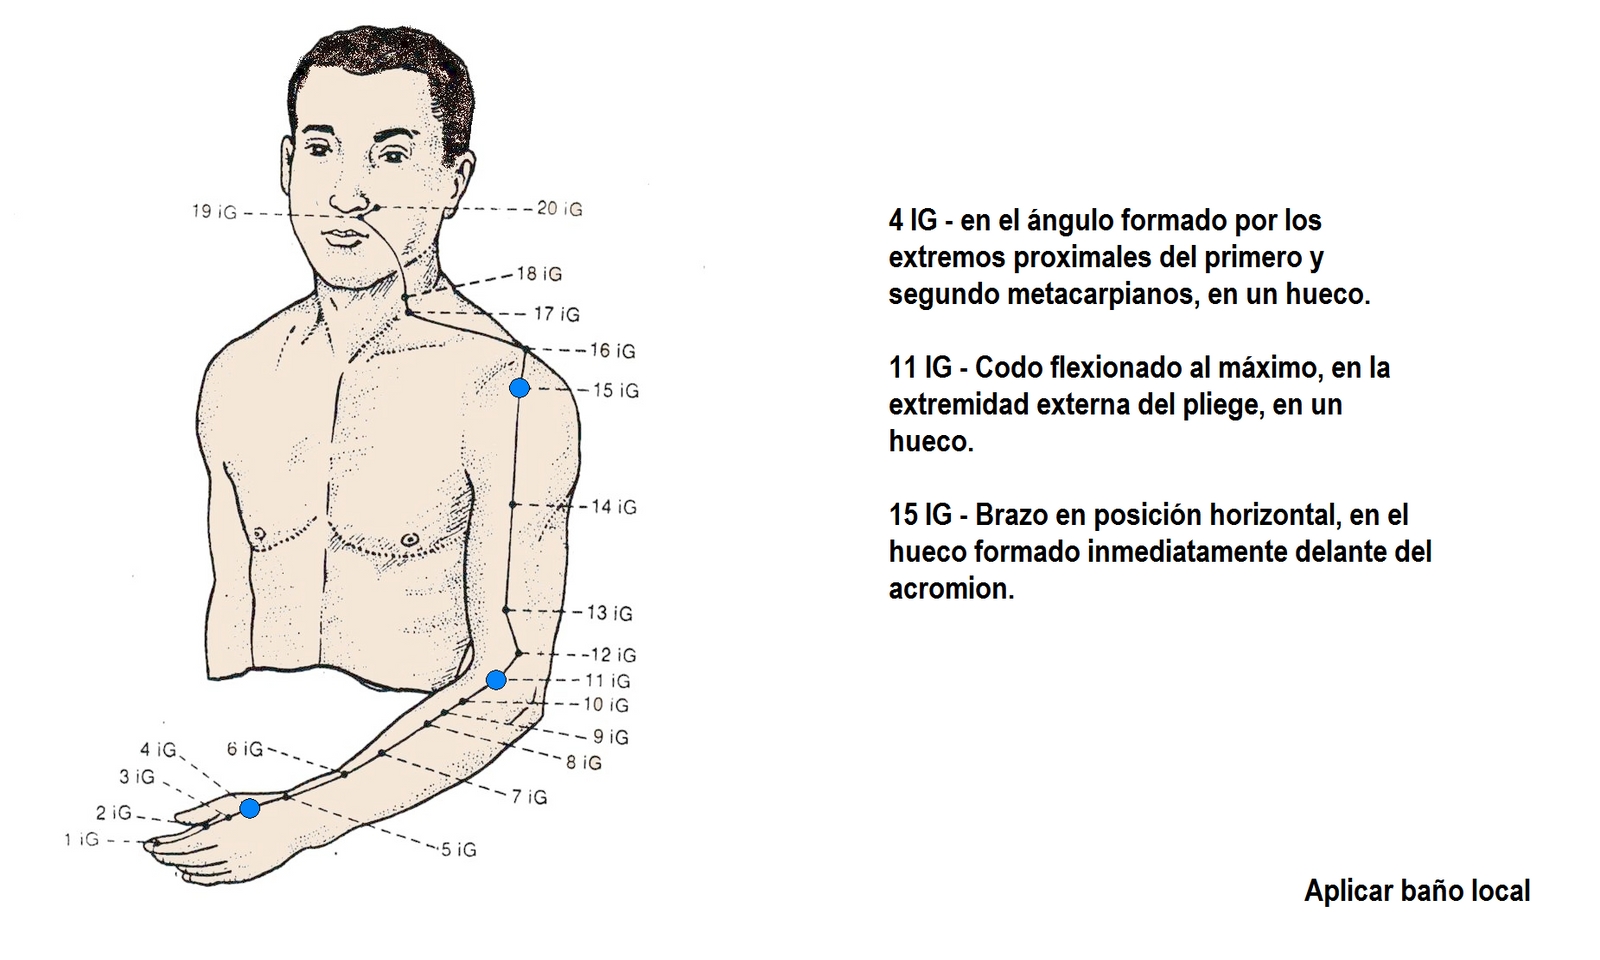 19 iG
20 iG
18 iG
17 iG
16 iG
15 iG
14 iG
13 iG
12 iG
11 iG
10 iG
9 iG
8 iG
7 iG
6 iG
5 iG
4 iG
3 iG
2 iG
1 iG
4 IG - en el ángulo formado por los
extremos proximales del primero y
segundo metacarpianos, en un hueco.
11 IG - Codo flexionado al máximo, en la
extremidad externa del pliege, en un
hueco.
15 IG - Brazo en posición horizontal, en el
hueco formado inmediatamente delante del
acromion.
Aplicar baño local